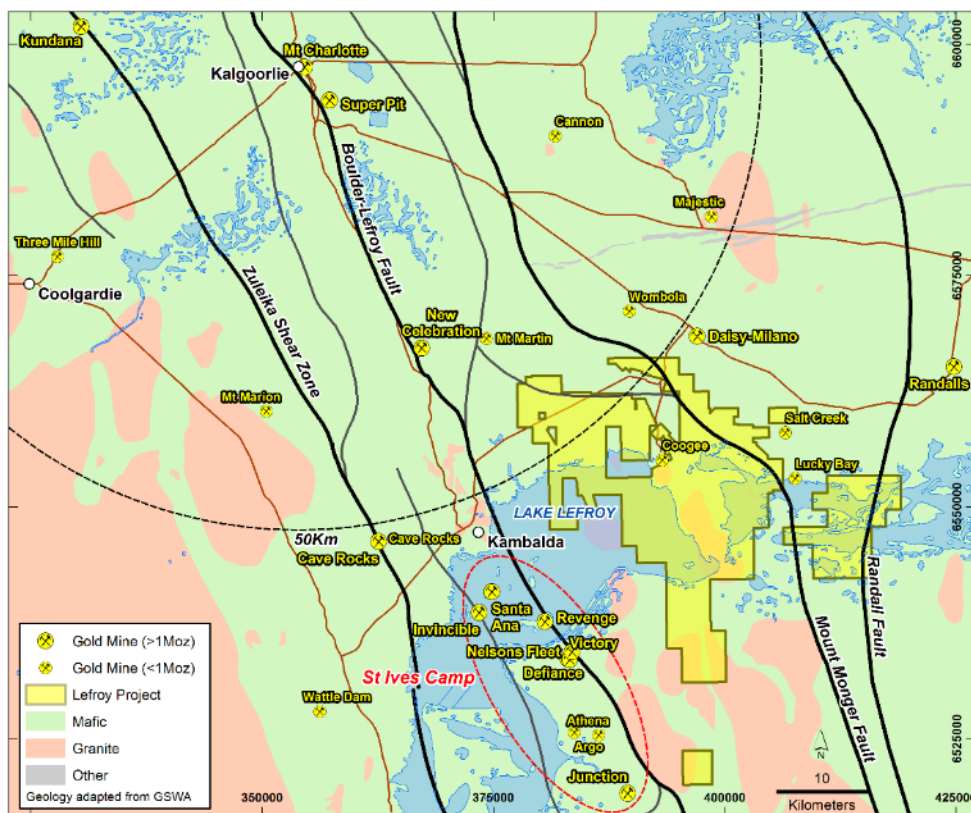 Kundana
Mt Charlotte
Kalgoorlie
Super Pit
6600000
Cannon
Boulder-Lefroy Fault
Majestic
Three Mile Hill
Coolgardie
6575000
Zuleika Shear Zone
Wombola
New
Celebration
Mt Martin
Daisy-Milano
Randalls
Mt Marion
Salt Creek
Coogee
Lucky Bay
LAKE LEFROY
6550000
50Km
Cave Rocks
Cave Rocks
Kambalda
Randall Fault
Mount Monger Fault
Santa
Ana
Invincible
Revenge
Victory
Nelsons Fleet
Defiance
St Ives Camp
Wattle Dam
Athena
Argo
6525000
Junction
Gold Mine (>1Moz)
Gold Mine (<1Moz)
Lefroy Project
Mafic
Granite
Other
Geology adapted from GSWA
N
10
Kilometers
350000
375000
400000
425000